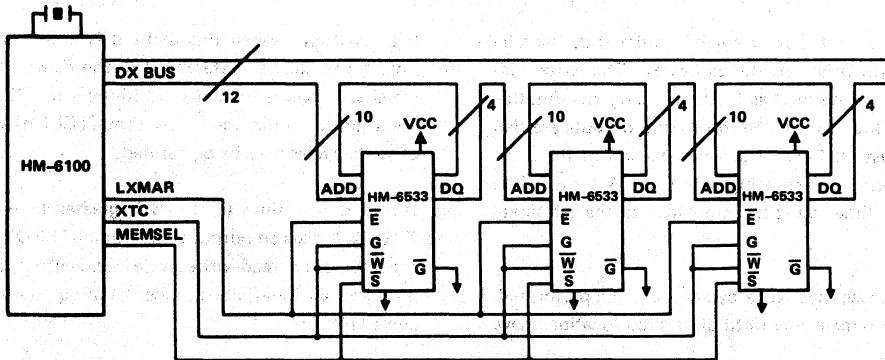 DX BUS
12
HM-6100
LXMAR
XTC
MEMSEL
10
4
VCC
ADD
HM-6533
DQ
E
G
W
S
G
10
4
VCC
ADD
HM-6533
DQ
E
G
W
S
G
10
4
VCC
ADD
HM-6533
DQ
E
G
W
S
G